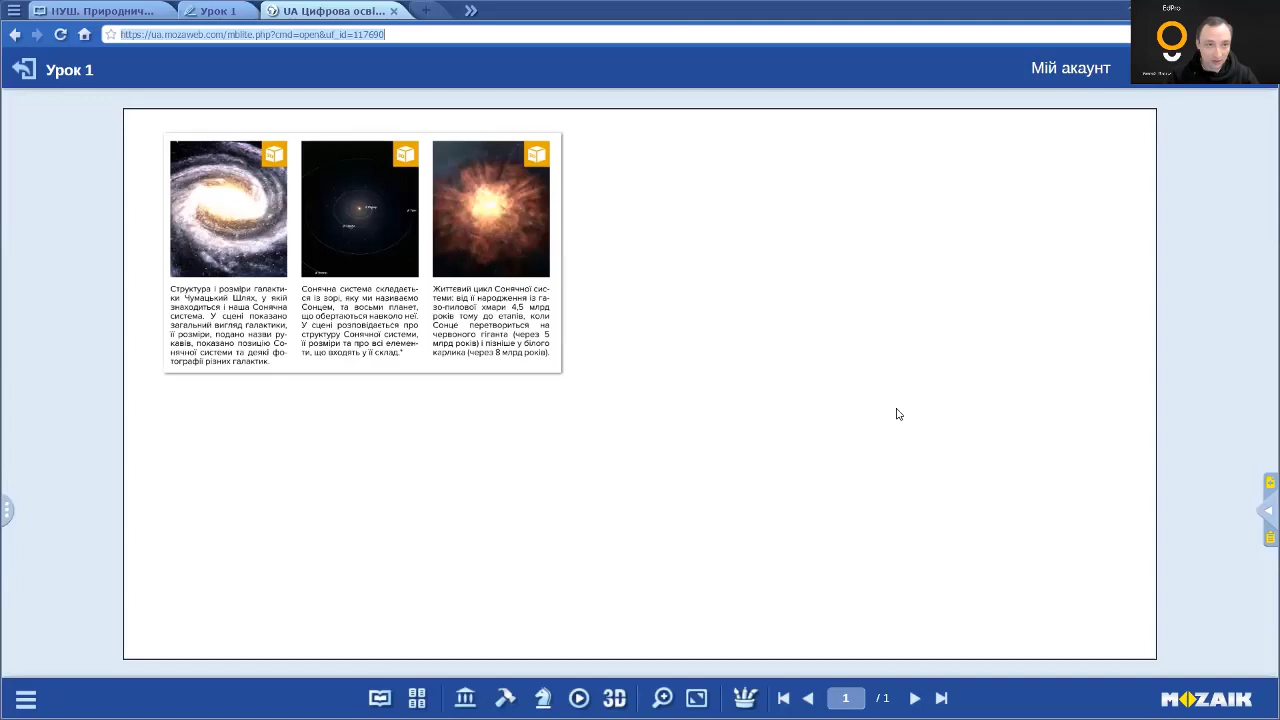 НУШ. Природнич...
Урок 1
UA Цифрова осві...
https://ua.mozaweb.com/mblite.php?cmd=open&uf_id=117690
EdPro
Урок 1
Мій акаунт
Структура і розміри галакти-
ки Чумацький Шлях, у якій
знаходиться і наша Сонячна
система. У сцені показано
загальний вигляд галактики,
її розміри, подано назви ру-
кавів, показано позицію Со-
нячної системи та деякі фо-
тографії різних галактик.
Сонячна система складаєть-
ся із зорі, яку ми називаємо
Сонцем, та восьми планет,
що обертаються навколо неї.
У сцені розповідається про
структуру Сонячної системи,
її розміри та про всі елемен-
ти, що входять у її склад.*
Життєвий цикл Сонячної сис-
теми: від її народження із га-
зо-пилової хмари 4,5 млрд
років тому до етапів, коли
Сонце перетвориться на
червоного гіганта (через 5
млрд років) і пізніше у білого
карлика (через 8 млрд років).
3D
1 / 1
MOZAIK